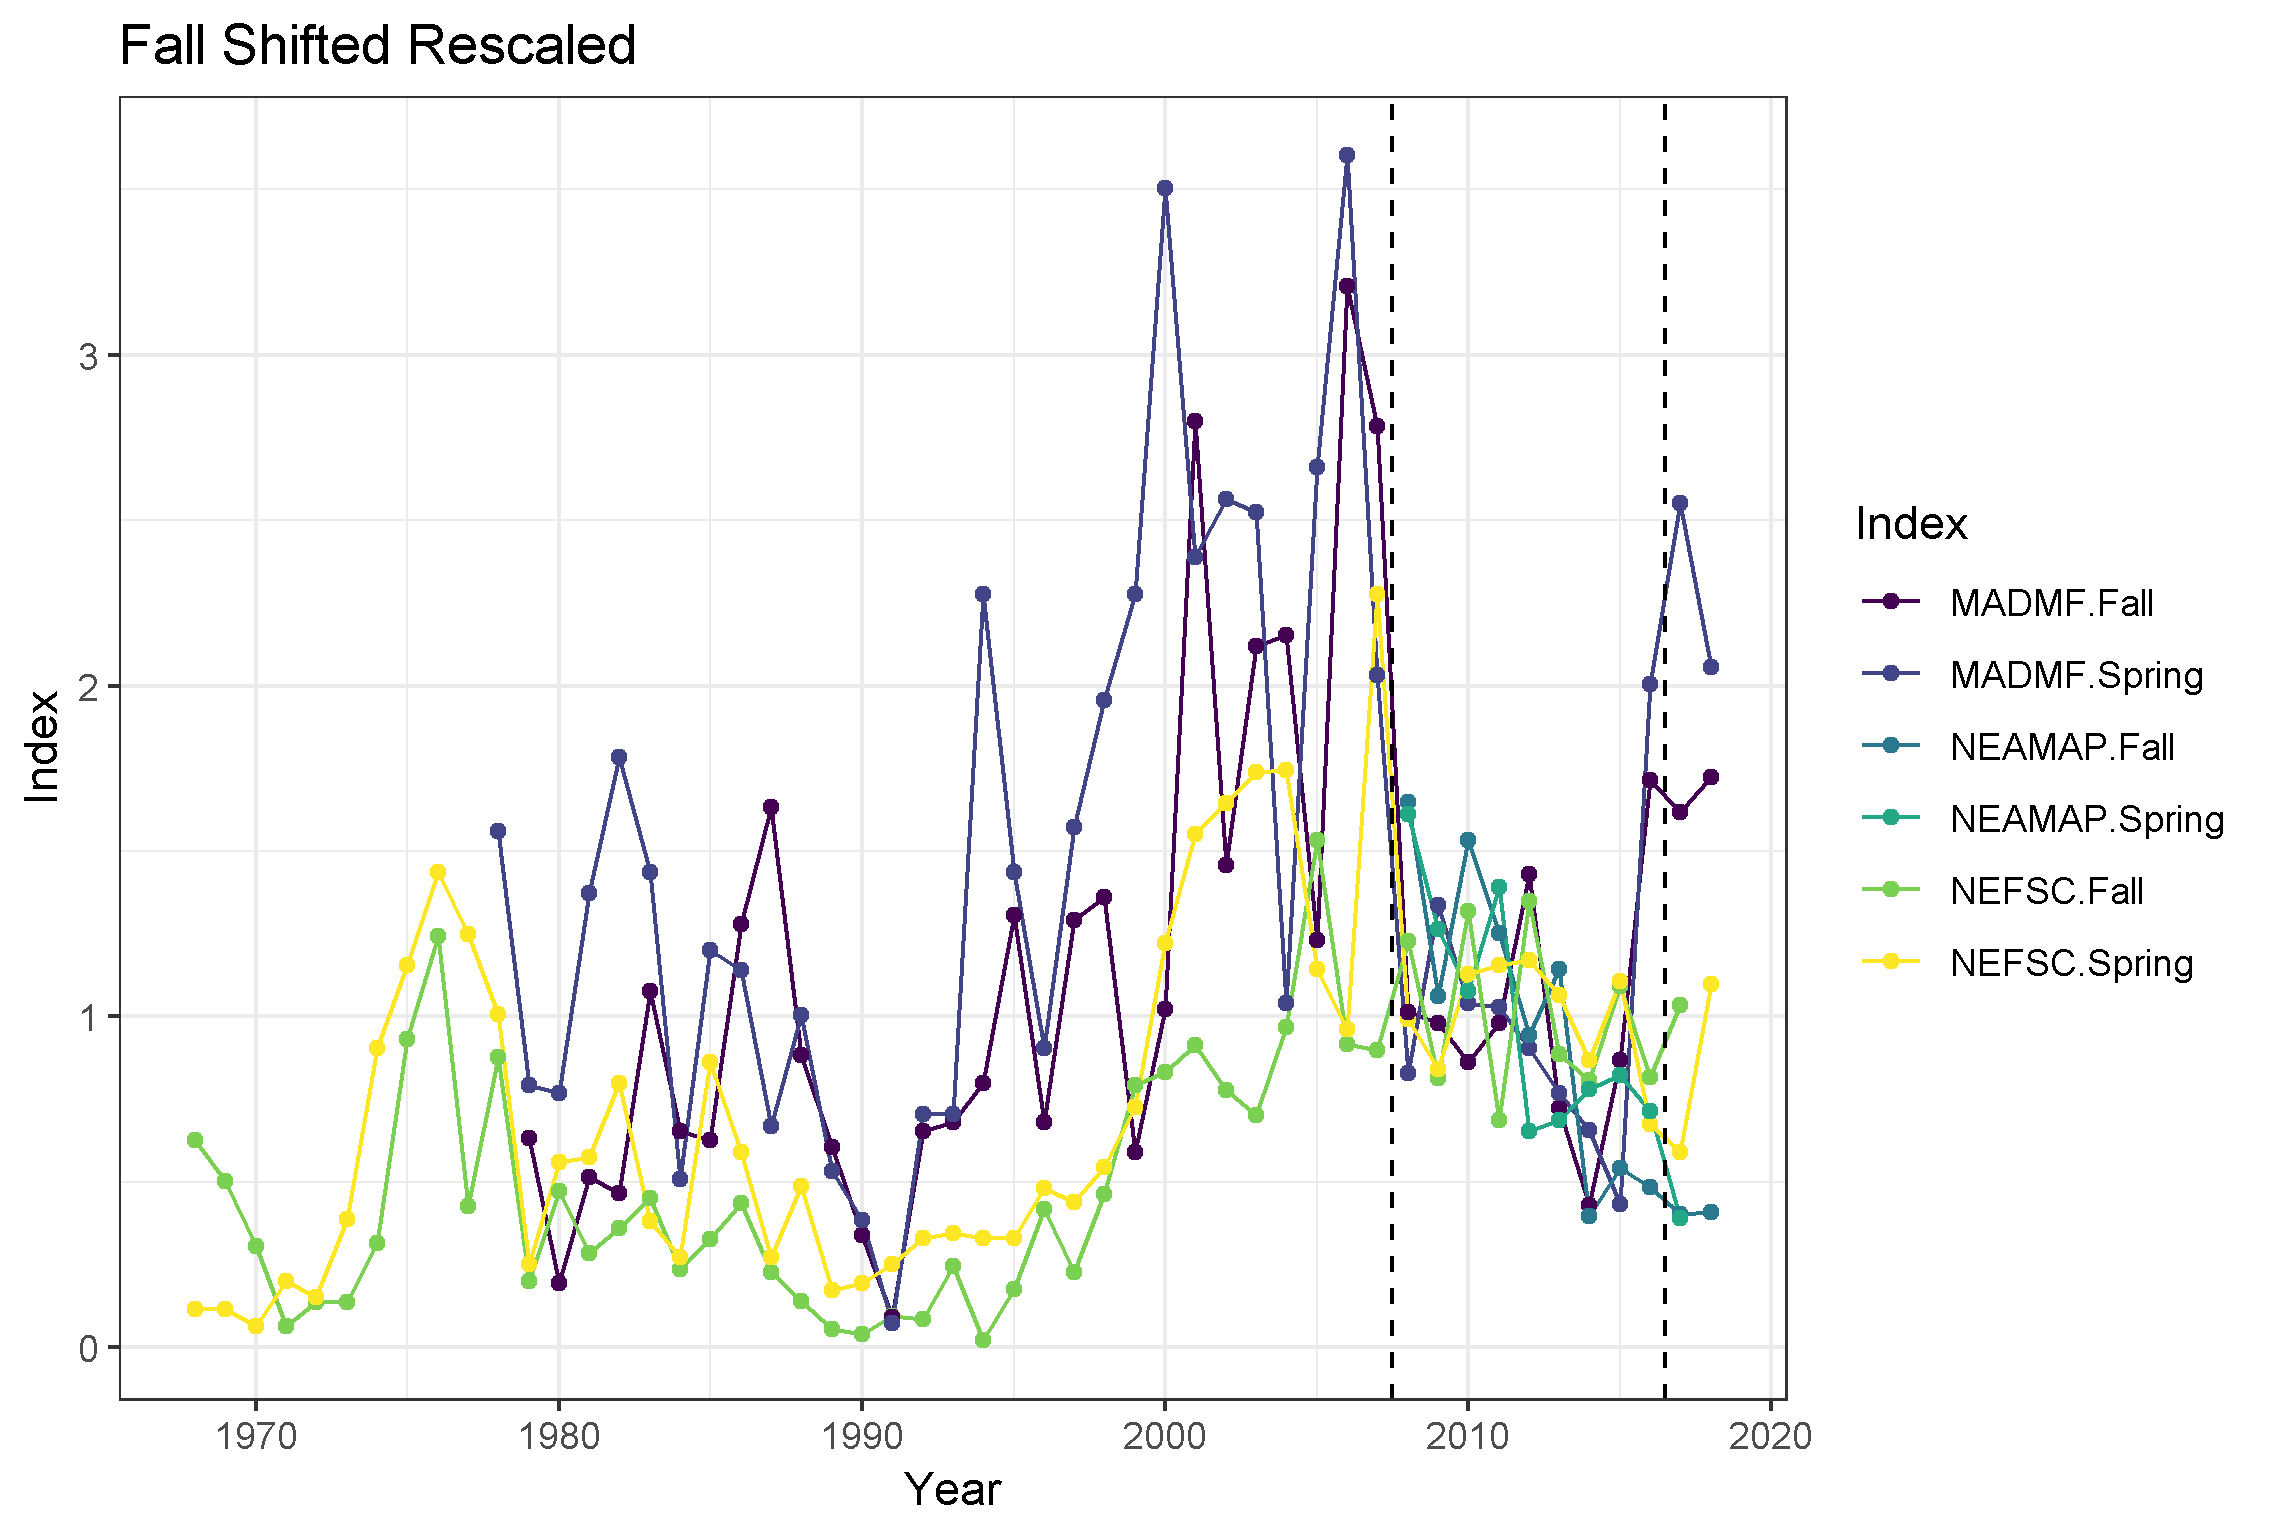 Fall Shifted Rescaled
3
2
1
0
Index
1970 1980 1990 2000 2010 2020
Year
Index
MADMF.Fall
MADMF.Spring
NEAMAP.Fall
NEAMAP.Spring
NEFSC.Fall
NEFSC.Spring